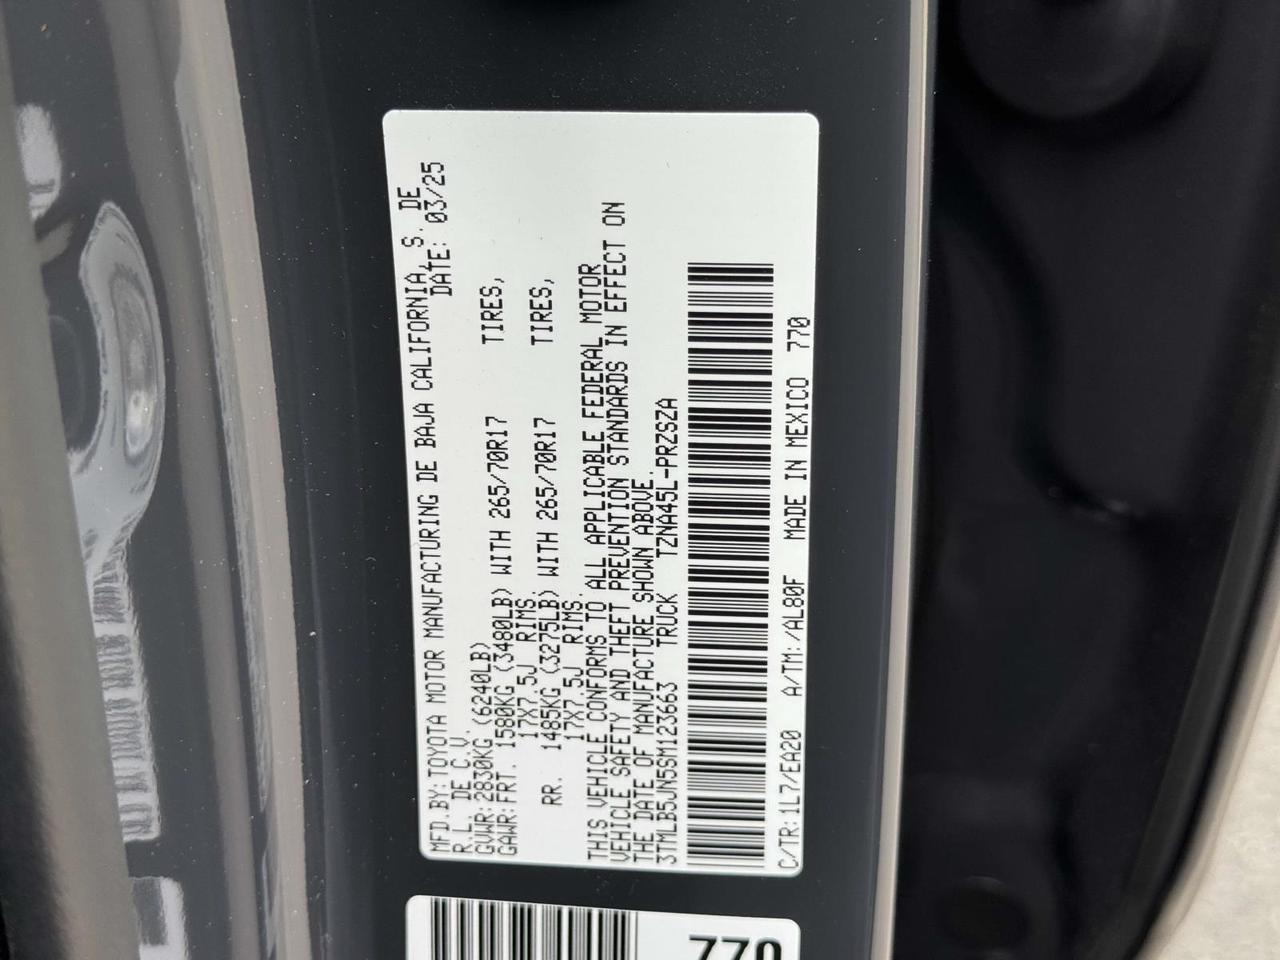 MFD.BY:TOYOTA MOTOR MANUFACTURING DE BAJA CALIFORNIA, S. DE
R.L. DE C.V. DATE: 03/25
GVWR:2830KG (6240LB)
GAWR:FRT. 1580KG (3480LB) WITH 265/70R17 TIRES,
17X7.5J RIMS.
RR. 1485KG (3275LB) WITH 265/70R17 TIRES,
17X7.5J RIMS.
THIS VEHICLE CONFORMS TO ALL APPLICABLE FEDERAL MOTOR
VEHICLE SAFETY AND THEFT PREVENTION STANDARDS IN EFFECT ON
THE DATE OF MANUFACTURE SHOWN ABOVE.
3TMLB5JN5SM123663 TRUCK TZNA45L-PRZSZA
C/TR:1L7/EA20 A/TM:/AL80F MADE IN MEXICO 770
770